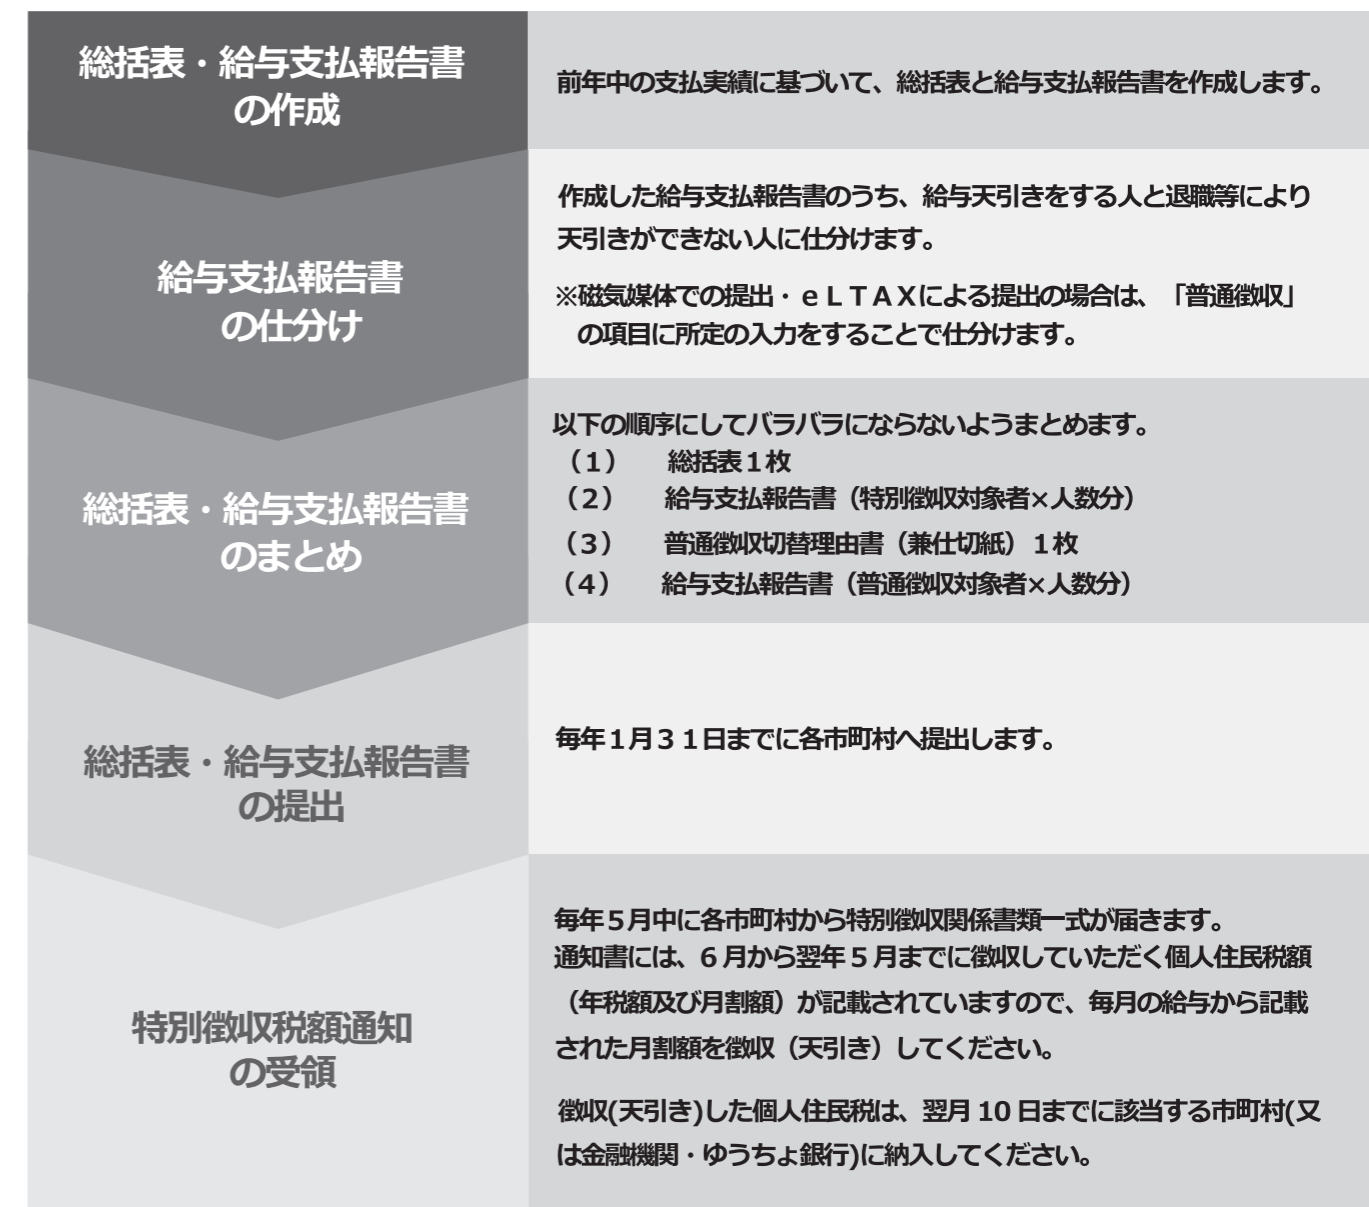 総括表・給与支払報告書
の作成
前年中の支払実績に基づいて、総括表と給与支払報告書を作成します。
給与支払報告書
の仕分け
作成した給与支払報告書のうち、給与天引きをする人と退職等により
天引きができない人に仕分けます。
※磁気媒体での提出・ｅＬＴＡＸによる提出の場合は、「普通徴収」
の項目に所定の入力をすることで仕分けます。
総括表・給与支払報告書
のまとめ
以下の順序にしてバラバラにならないようまとめます。
（１）　総括表１枚
（２）　給与支払報告書（特別徴収対象者×人数分）
（３）　普通徴収切替理由書（兼仕切紙）１枚
（４）　給与支払報告書（普通徴収対象者×人数分）
総括表・給与支払報告書
の提出
毎年１月３１日までに各市町村へ提出します。
特別徴収税額通知
の受領
毎年５月中に各市町村から特別徴収関係書類一式が届きます。
通知書には、6 月から翌年 5 月までに徴収していただく個人住民税額
（年税額及び月割額）が記載されていますので、毎月の給与から記載
された月割額を徴収（天引き）してください。
徴収(天引き)した個人住民税は、翌月 10 日までに該当する市町村(又
は金融機関・ゆうちょ銀行)に納入してください。